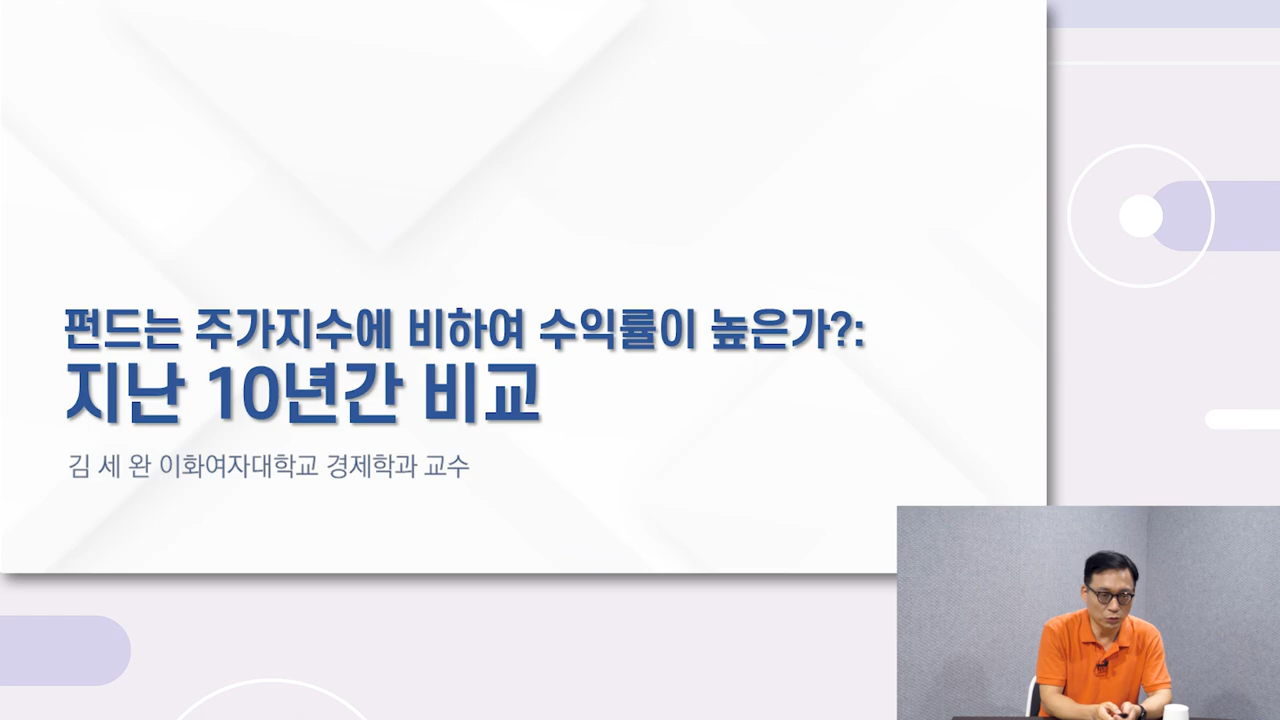 펀드는 주가지수에 비하여 수익률이 높은가?:
지난 10년간 비교
김 세 완 이화여자대학교 경제학과 교수